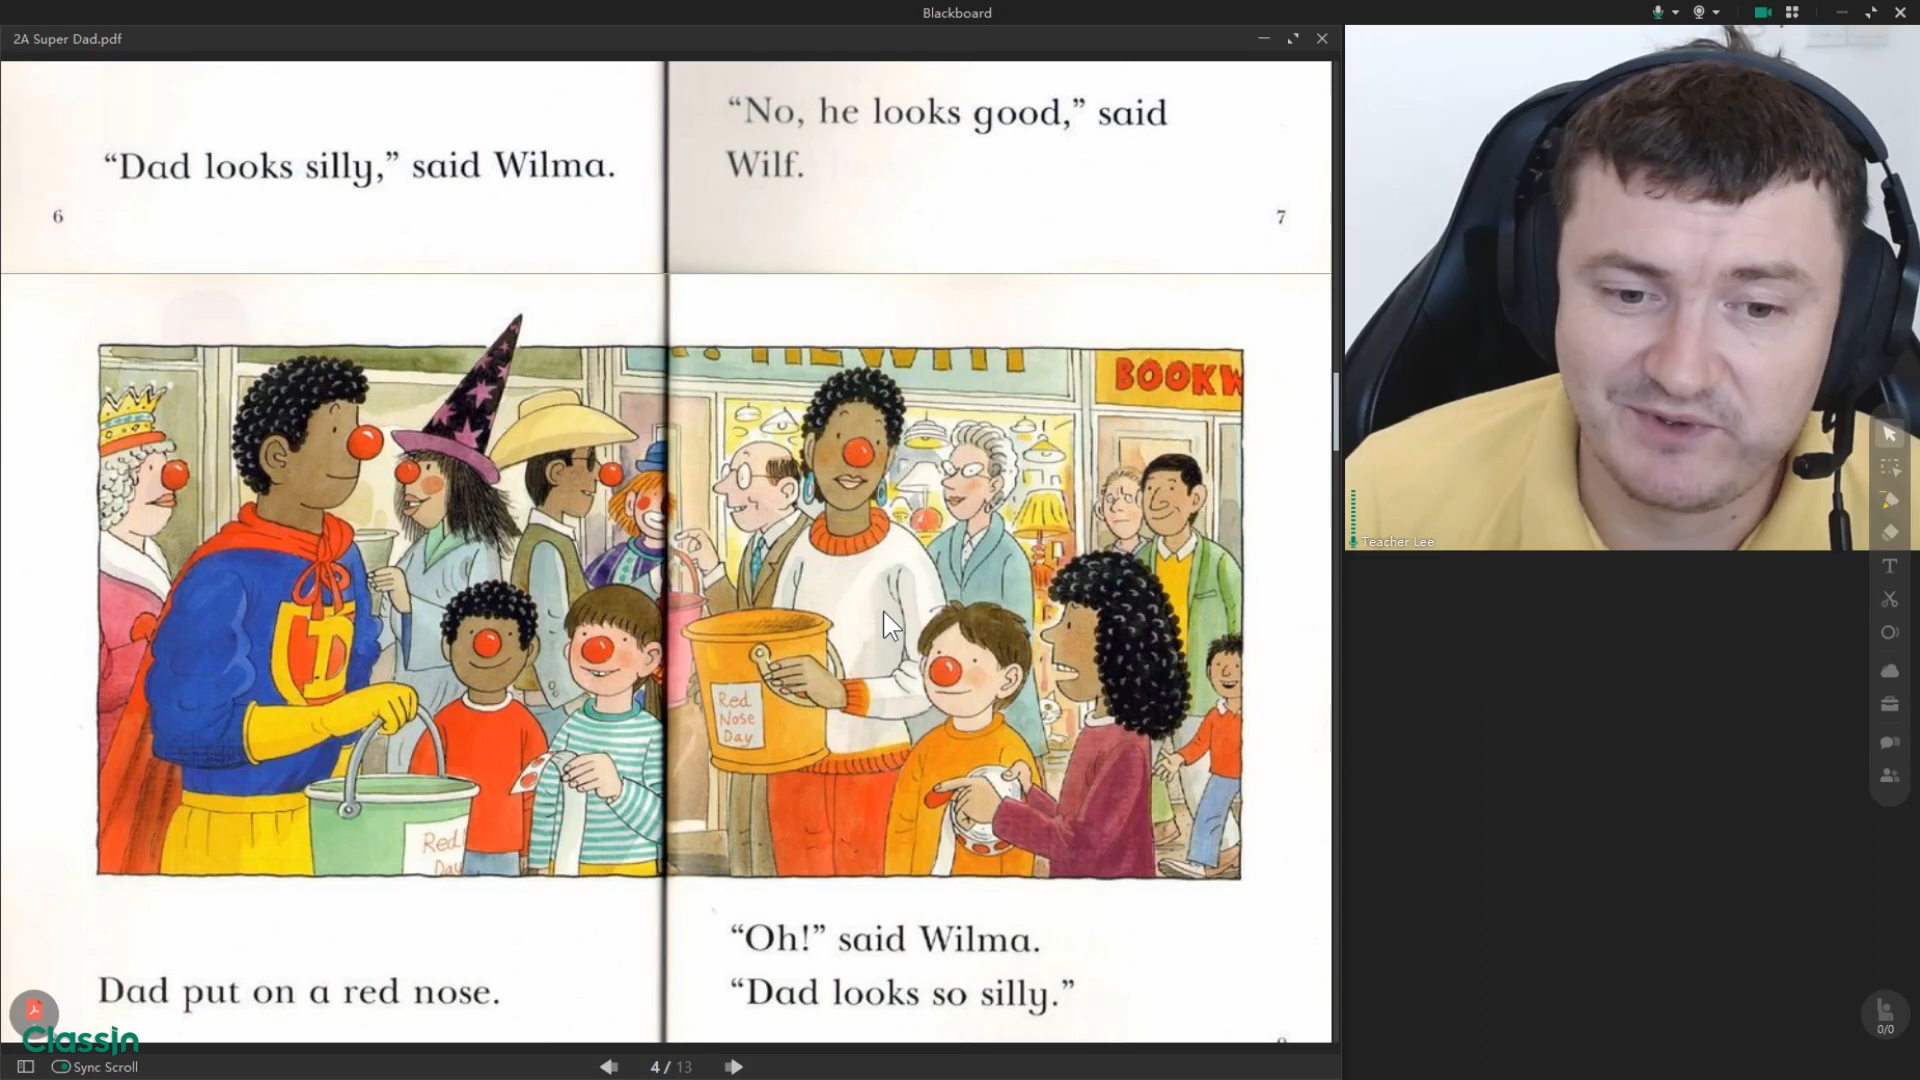 Blackboard
2A Super Dad.pdf
“Dad looks silly,” said Wilma.
6
“No, he looks good,” said
Wilf.
7
BOOKW
Red
Nose
Day
Red
Day
Dad put on a red nose.
“Oh!” said Wilma.
“Dad looks so silly.”
Teacher Lee
T
0/0
ClassIn
Sync Scroll
4 / 13